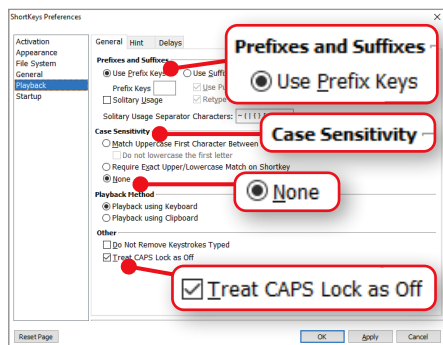 ShortKeys Preferences
Activation
Appearance
File System
General
Playback
Startup
General Hint Delays
Prefixes and Suffixes
Use Prefix Keys Use
Prefix Keys Use
Solitary Usage Retype
Solitary Usage Separator Characters: 
Case Sensitivity
Match Uppercase First Character Between
Do not lowercase the first letter
Require Exact Upper/Lowercase Match on Shortkey
None
Playback Method
Playback using Keyboard
Playback using Clipboard
Other
Do Not Remove Keystrokes Typed
Treat CAPS Lock as Off
Prefixes and Suffixes
Use Prefix Keys
Case Sensitivity
None
Treat CAPS Lock as Off
Reset Page OK Apply Cancel